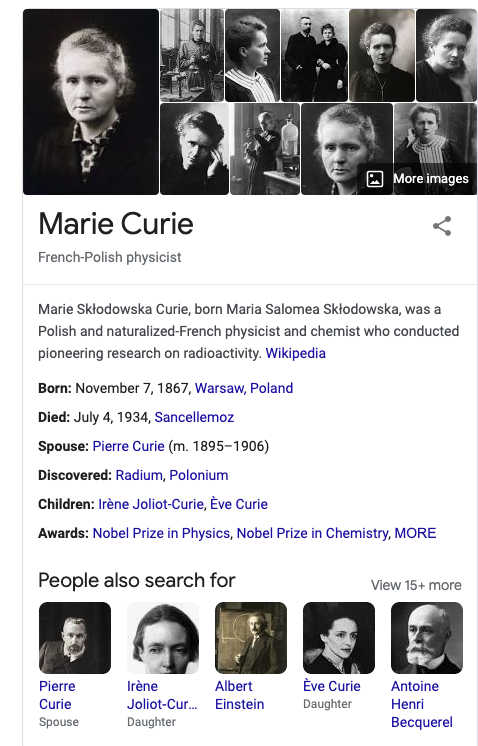 More images
Marie Curie
French-Polish physicist
Marie Skłodowska Curie, born Maria Salomea Skłodowska, was a
Polish and naturalized-French physicist and chemist who conducted
pioneering research on radioactivity. Wikipedia
Born: November 7, 1867, Warsaw, Poland
Died: July 4, 1934, Sancellemoz
Spouse: Pierre Curie (m. 1895–1906)
Discovered: Radium, Polonium
Children: Irène Joliot-Curie, Ève Curie
Awards: Nobel Prize in Physics, Nobel Prize in Chemistry, MORE
People also search for
View 15+ more
Pierre
Curie
Spouse
Irène
Joliot-Cur...
Daughter
Albert
Einstein
Ève Curie
Daughter
Antoine
Henri
Becquerel